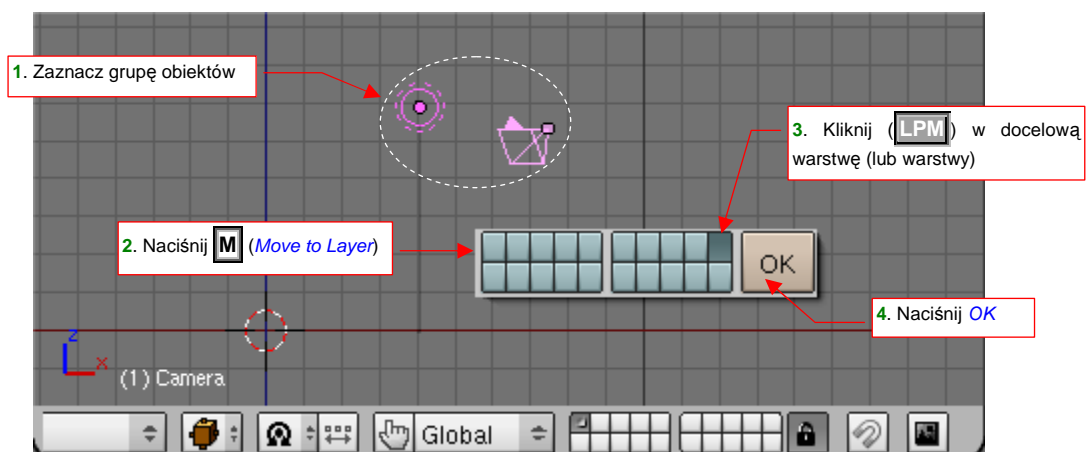 1. Zaznacz grupę obiektów
3. Kliknij (LPM) w docelową
warstwę (lub warstwy)
2. Naciśnij M (Move to Layer)
OK
4. Naciśnij OK
z
x
(1) Camera
Global